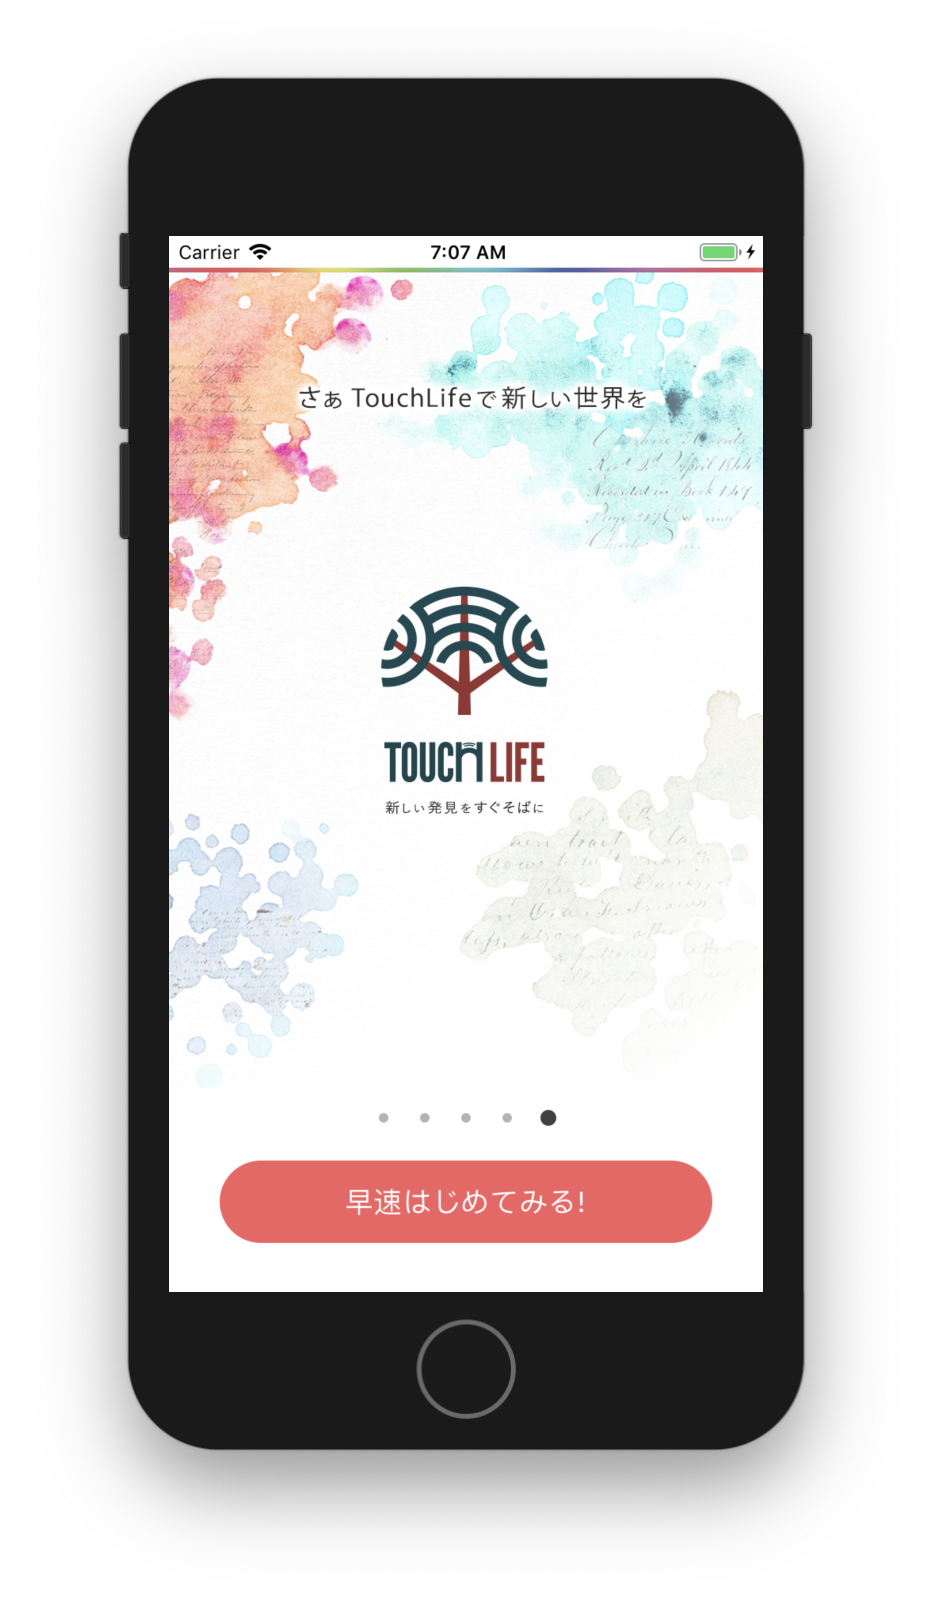 Carrier 7:07 AM
さぁ TouchLifeで新しい世界を
TOUCH LIFE
新しい発見をすぐそばに
早速はじめてみる!